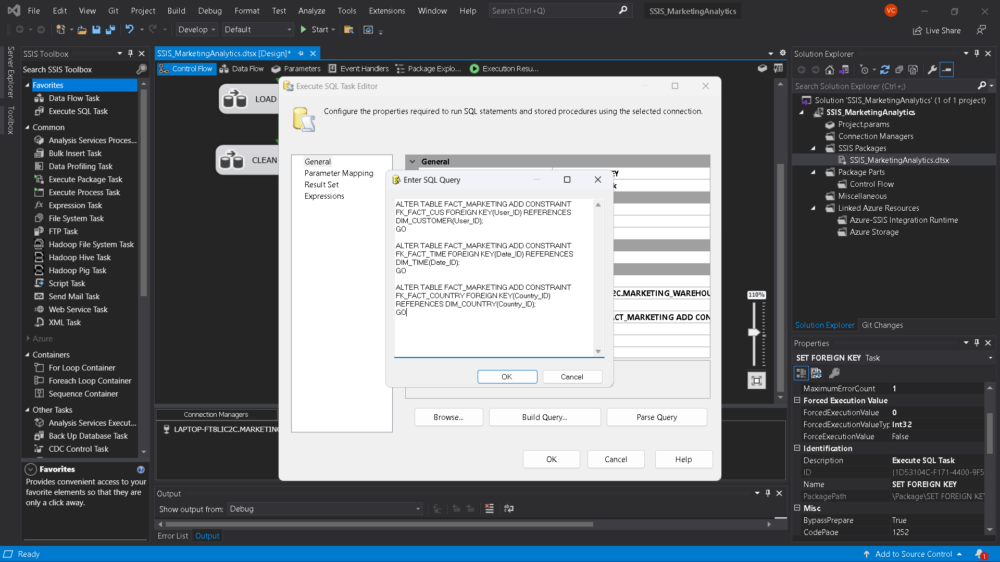 File Edit View Git Project Build Debug Format Test Analyze Tools Extensions Window Help Search (Ctrl+Q) SSIS_MarketingAnalytics VC
Develop Default Start Live Share
Server Explorer
Toolbox
SSIS Toolbox
Search SSIS Toolbox
Favorites
Data Flow Task
Execute SQL Task
Common
Analysis Services Proces...
Bulk Insert Task
Data Profiling Task
Execute Package Task
Execute Process Task
Expression Task
File System Task
FTP Task
Hadoop File System Task
Hadoop Hive Task
Hadoop Pig Task
Script Task
Send Mail Task
Web Service Task
XML Task
Azure
Containers
For Loop Container
Foreach Loop Container
Sequence Container
Other Tasks
Analysis Services Execut...
Back Up Database Task
CDC Control Task
Favorites
Provides convenient access to your
favorite elements so that they are
only a click away.
SSIS_MarketingAnalytics.dtsx [Design]*
Control Flow Data Flow Parameters Event Handlers Package Explo... Execution Resu...
LOAD
CLEAN
110%
Connection Managers
LAPTOP-FT8LIC2C.MARKETING
Execute SQL Task Editor
Configure the properties required to run SQL statements and stored procedures using the selected connection.
General
Parameter Mapping
Result Set
Expressions
General
EY
k
2C.MARKETING_WAREHOU
ACT_MARKETING ADD CON
Enter SQL Query
ALTER TABLE FACT_MARKETING ADD CONSTRAINT
FK_FACT_CUS FOREIGN KEY(User_ID) REFERENCES
DIM_CUSTOMER(User_ID);
GO
ALTER TABLE FACT_MARKETING ADD CONSTRAINT
FK_FACT_TIME FOREIGN KEY(Date_ID) REFERENCES
DIM_TIME(Date_ID);
GO
ALTER TABLE FACT_MARKETING ADD CONSTRAINT
FK_FACT_COUNTRY FOREIGN KEY(Country_ID)
REFERENCES DIM_COUNTRY(Country_ID);
GO
OK Cancel
Browse... Build Query... Parse Query
OK Cancel Help
Output
Show output from: Debug
Error List Output
Solution Explorer
Search Solution Explorer (Ctrl+;)
Solution 'SSIS_MarketingAnalytics' (1 of 1 project)
SSIS_MarketingAnalytics
Project.params
Connection Managers
SSIS Packages
SSIS_MarketingAnalytics.dtsx
Package Parts
Control Flow
Miscellaneous
Linked Azure Resources
Azure-SSIS Integration Runtime
Azure Storage
Solution Explorer Git Changes
Properties
SET FOREIGN KEY Task
MaximumErrorCount 1
Forced Execution Value
ForcedExecutionValue 0
ForcedExecutionValueTyp Int32
ForceExecutionValue False
Identification
Description Execute SQL Task
ID {1D53104C-F171-4400-9F5
Name SET FOREIGN KEY
PackagePath \Package\SET FOREIGN KEY
Misc
BypassPrepare True
CodePage 1252
Ready Add to Source Control 1